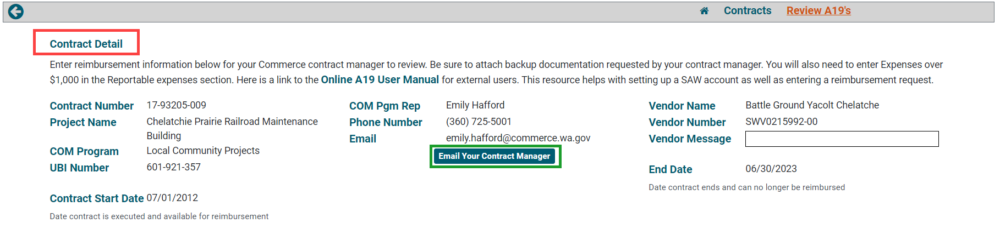 Contracts Review A19's
Contract Detail
Enter reimbursement information below for your Commerce contract manager to review. Be sure to attach backup documentation requested by your contract manager. You will also need to enter Expenses over
$1,000 in the Reportable expenses section. Here is a link to the Online A19 User Manual for external users. This resource helps with setting up a SAW account as well as entering a reimbursement request.
Contract Number 17-93205-009
Project Name Chelatchie Prairie Railroad Maintenance
Building
COM Program Local Community Projects
UBI Number 601-921-357
Contract Start Date 07/01/2012
Date contract is executed and available for reimbursement
COM Pgm Rep Emily Hafford
Phone Number (360) 725-5001
Email emily.hafford@commerce.wa.gov
Email Your Contract Manager
Vendor Name Battle Ground Yacolt Chelatche
Vendor Number SWV0215992-00
Vendor Message
End Date 06/30/2023
Date contract ends and can no longer be reimbursed